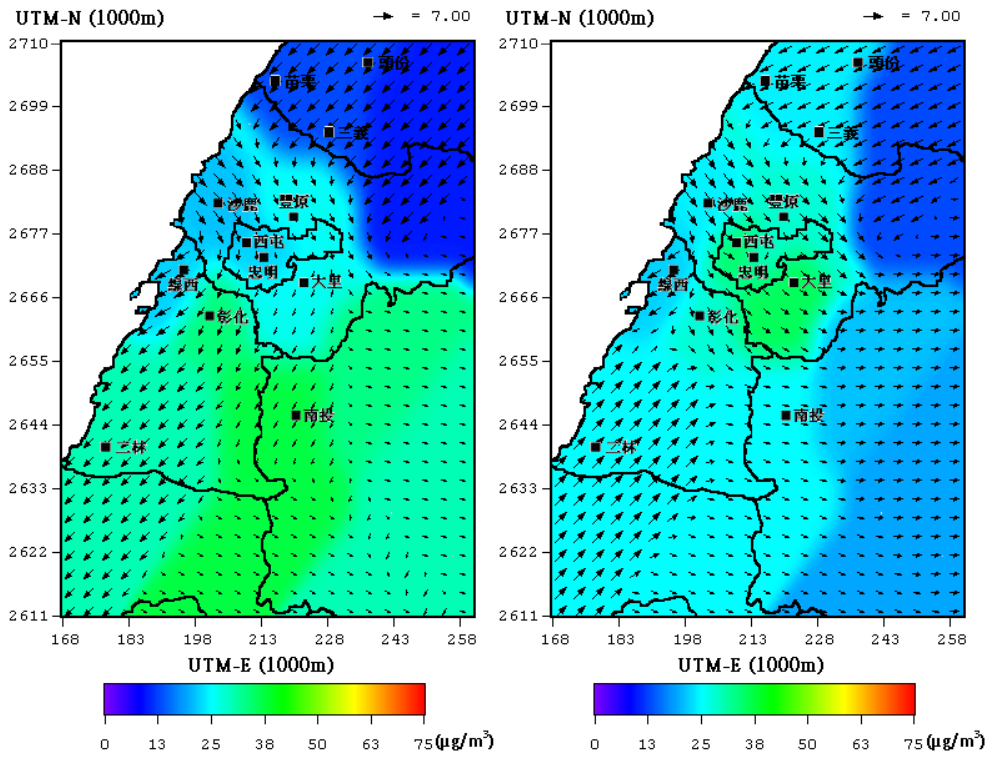 UTM-N (1000m) = 7.00
2710
2699
2688
2677
2666
2655
2644
2633
2622
2611
頭份
苗栗
三義
沙鹿
豐原
西屯
忠明
線西
大里
彰化
南投
二林
168 183 198 213 228 243 258
UTM-E (1000m)
0 13 25 38 50 63 75 (μg/m³)
UTM-N (1000m) = 7.00
2710
2699
2688
2677
2666
2655
2644
2633
2622
2611
頭份
苗栗
三義
沙鹿
豐原
西屯
忠明
線西
大里
彰化
南投
二林
168 183 198 213 228 243 258
UTM-E (1000m)
0 13 25 38 50 63 75 (μg/m³)